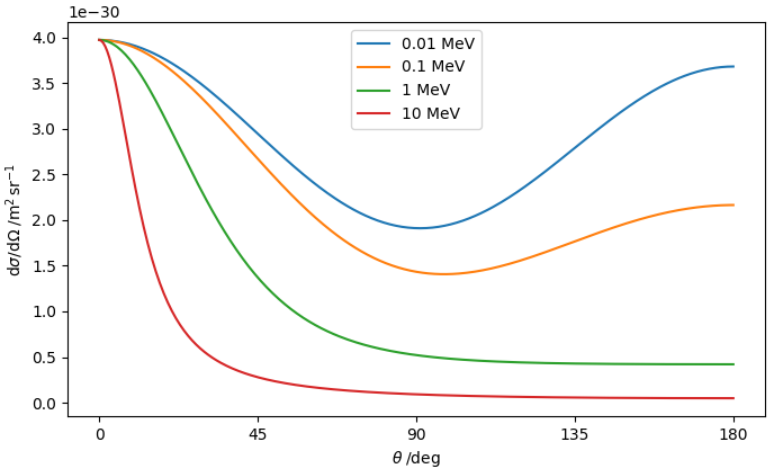 1e−30
dσ/dΩ /m² sr⁻¹
4.0
3.5
3.0
2.5
2.0
1.5
1.0
0.5
0.0
0.01 MeV
0.1 MeV
1 MeV
10 MeV
0 45 90 135 180
θ /deg